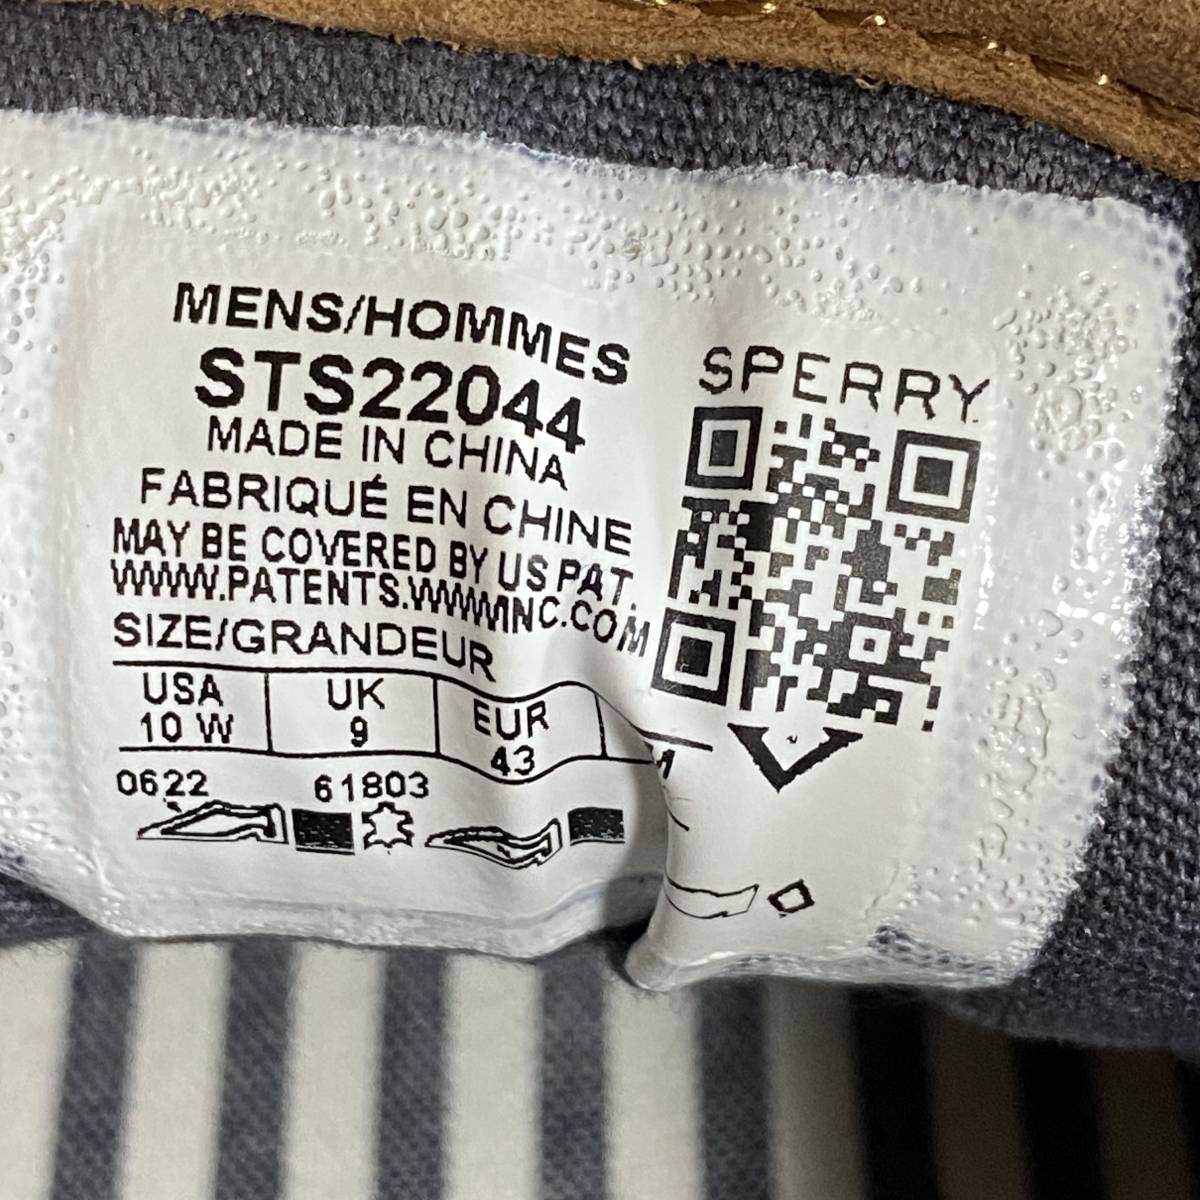 MENS/HOMMES
STS22044
MADE IN CHINA
FABRIQUÉ EN CHINE
MAY BE COVERED BY US PAT.
WWW.PATENTS.WWWINC.COM
SIZE/GRANDEUR
USA UK EUR
10 W 9 43
0622 61803
SPERRY